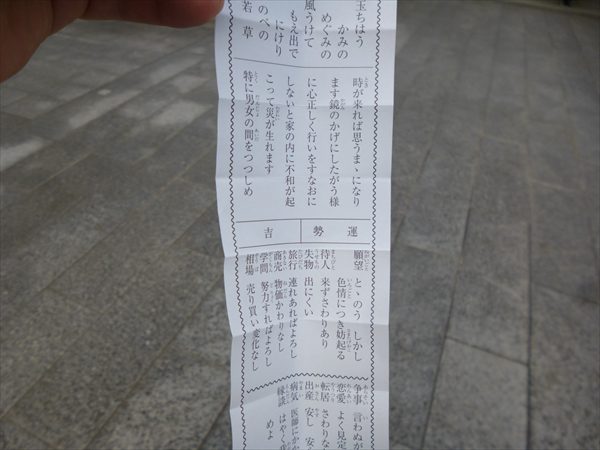 玉ちはう
かみの
めぐみの
風うけて
もえ出で
にけり
のべの
若草
時が来れば思うまゝになり
ます鏡のかげにしたがう様
に心正しく行いをすなおに
しないと家の内に不和が起
こって災が生れます
特に男女の間をつつしめ
運勢 吉
願望 とゝのう しかし
色情につき妨起る
待人 来ずさわりあり
失物 出にくい
旅行 連れあればよろし
商売 物価かわりなし
学問 努力すればよろし
相場 売り買い変化なし
争事 言わぬが
恋愛 よく見定
転居 さわりな
出産 安し 安
病気 医師にか
縁談 はやく
めよ